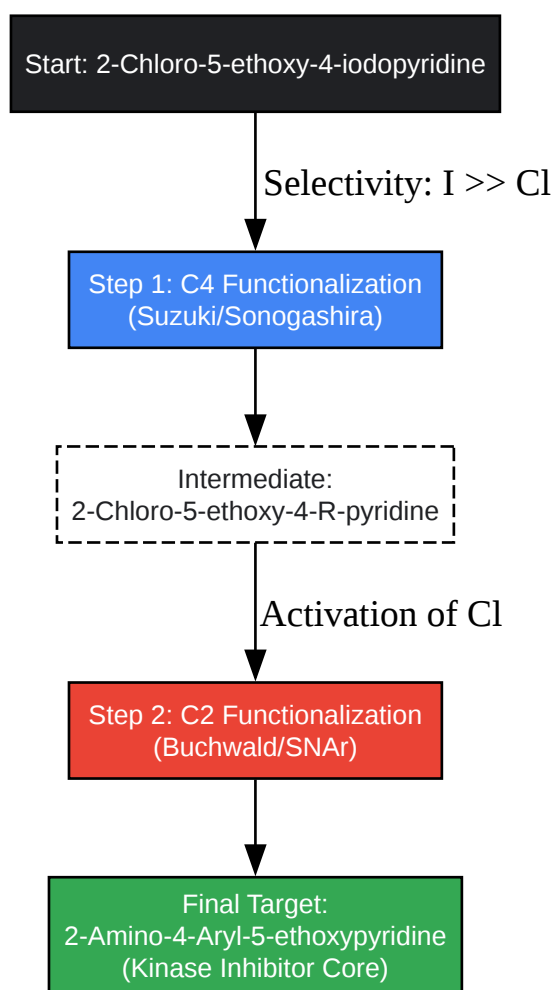 Start: 2-Chloro-5-ethoxy-4-iodopyridine
Selectivity: I >> Cl
Step 1: C4 Functionalization
(Suzuki/Sonogashira)
Intermediate:
2-Chloro-5-ethoxy-4-R-pyridine
Activation of Cl
Step 2: C2 Functionalization
(Buchwald/SNAr)
Final Target:
2-Amino-4-Aryl-5-ethoxypyridine
(Kinase Inhibitor Core)